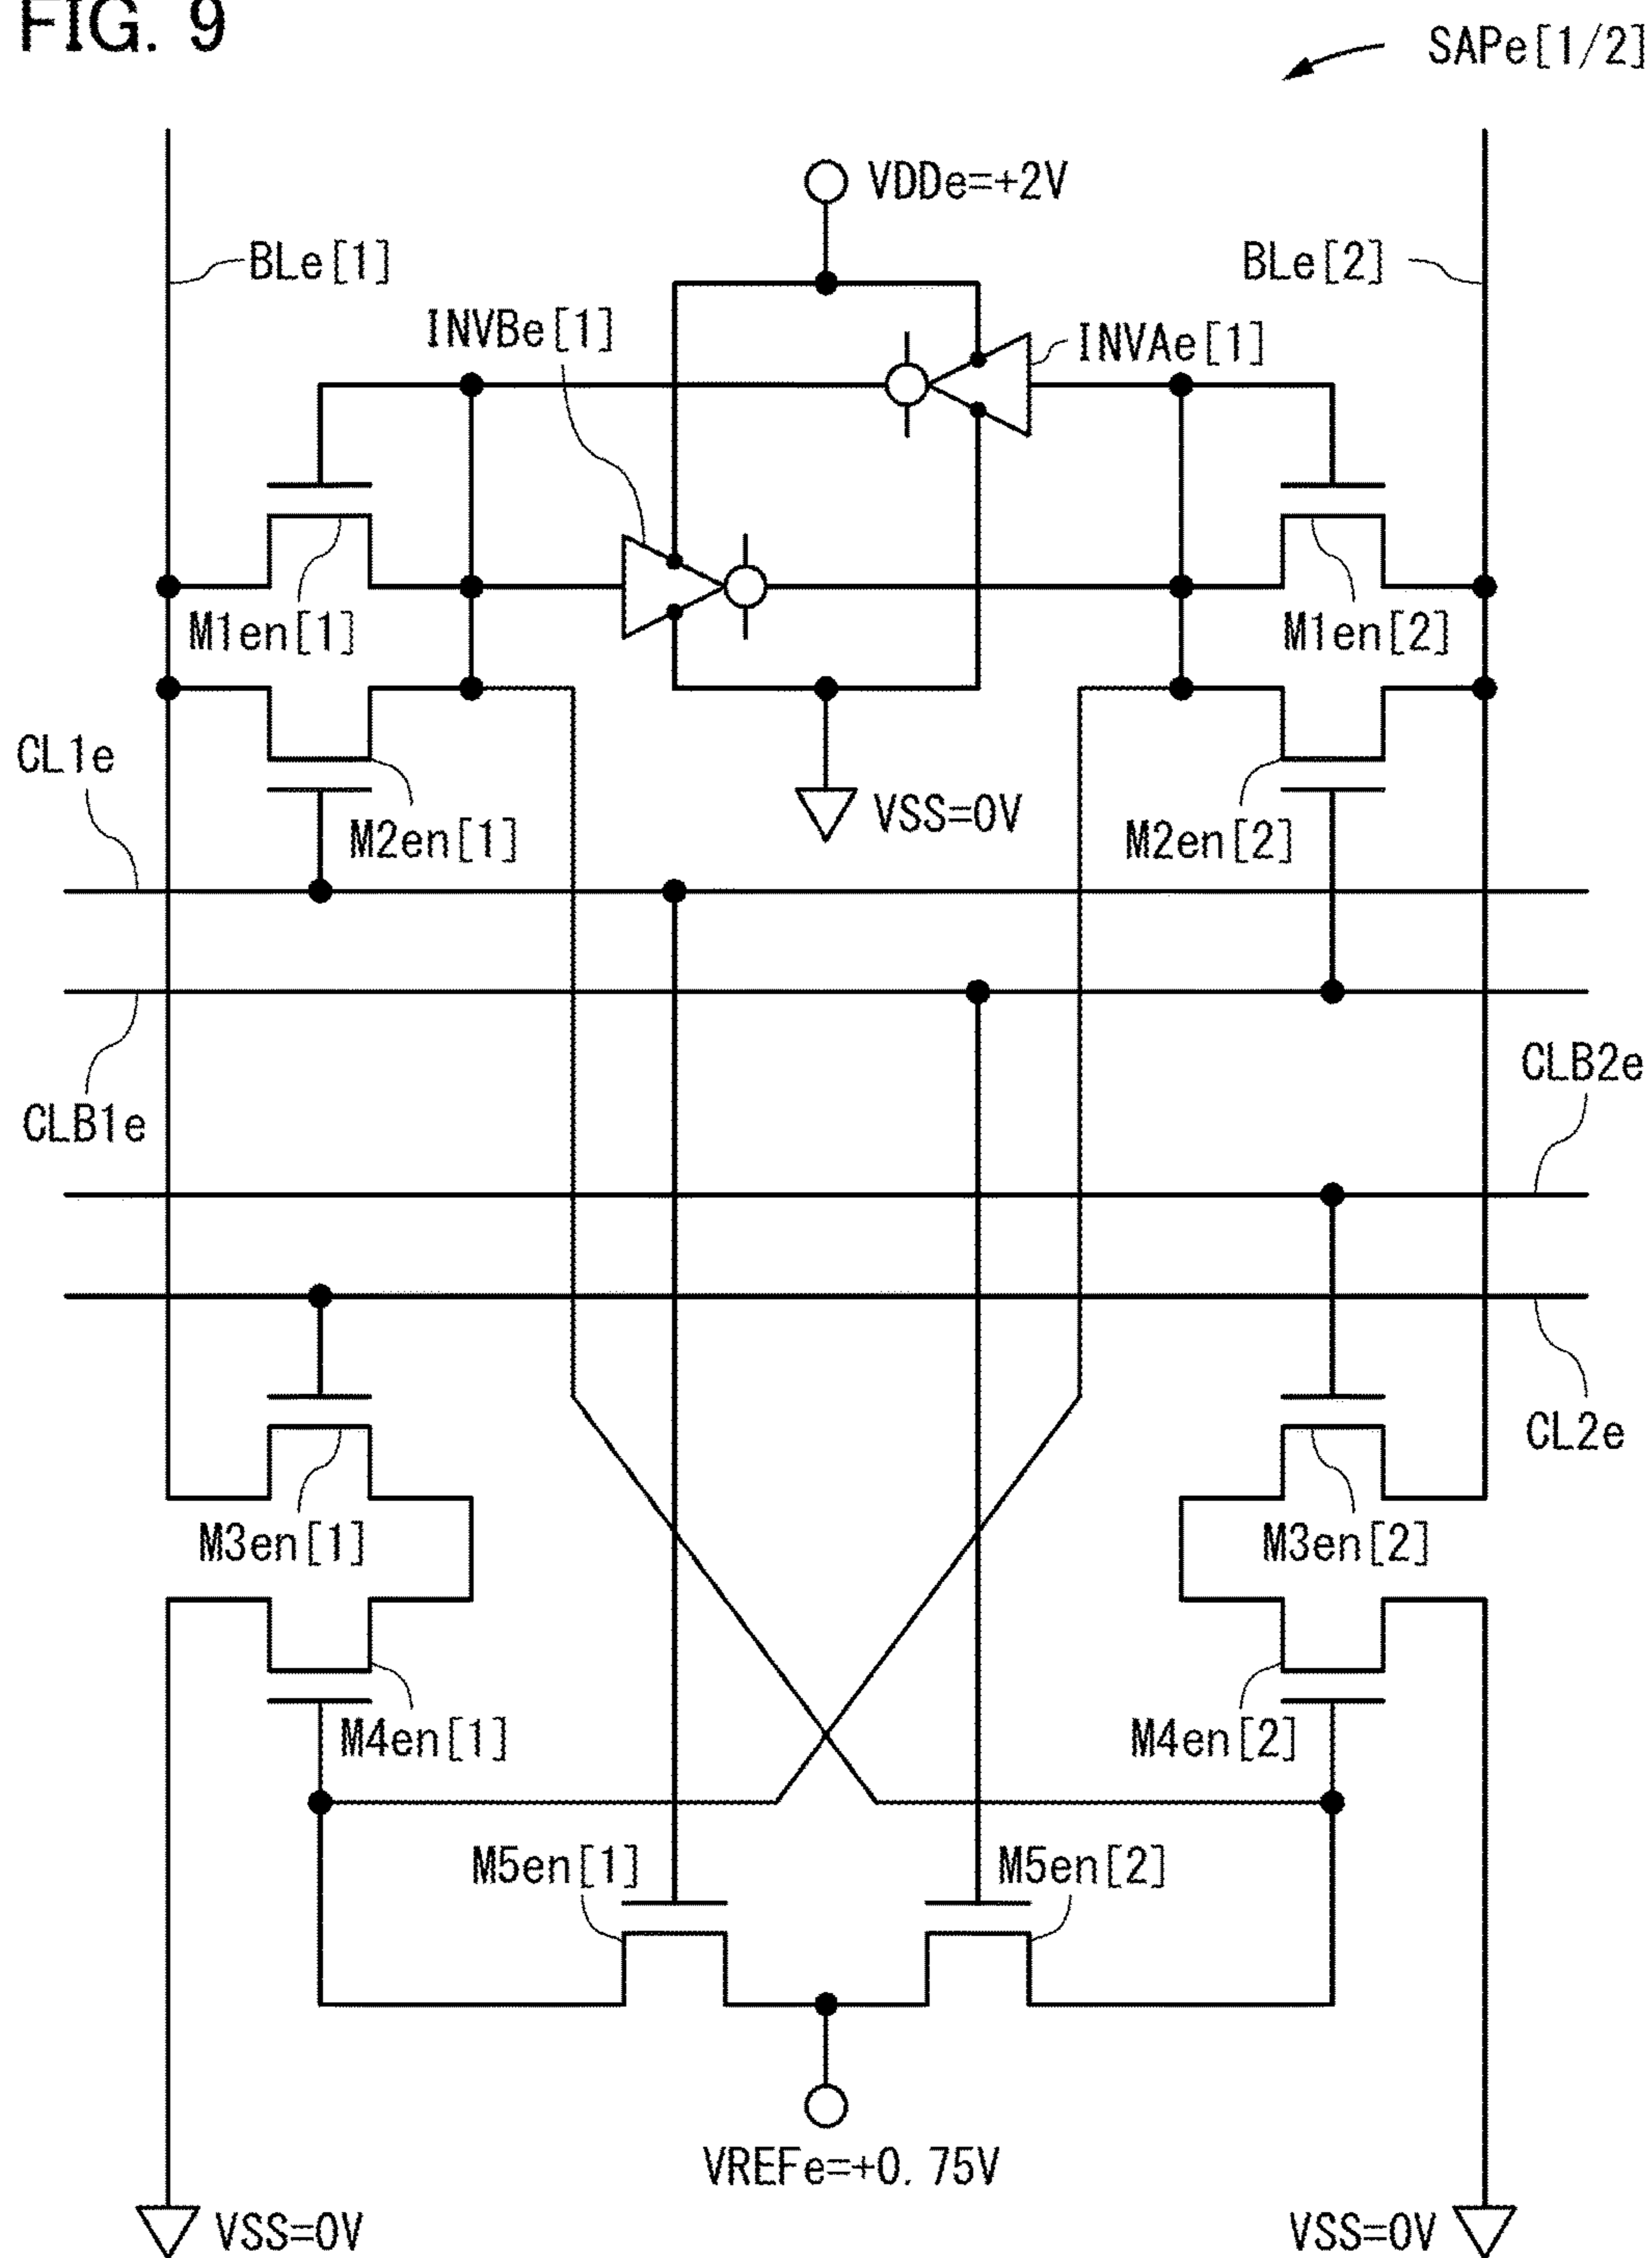 FIG. 9
SAPe[1/2]
VDDe=+2V
BLe[1]
BLe[2]
INVBe[1]
INVAe[1]
M1en[1]
M1en[2]
CL1e
M2en[1]
VSS=0V
M2en[2]
CLB1e
CLB2e
CL2e
M3en[1]
M3en[2]
M4en[1]
M4en[2]
M5en[1]
M5en[2]
VREFe=+0.75V
VSS=0V
VSS=0V